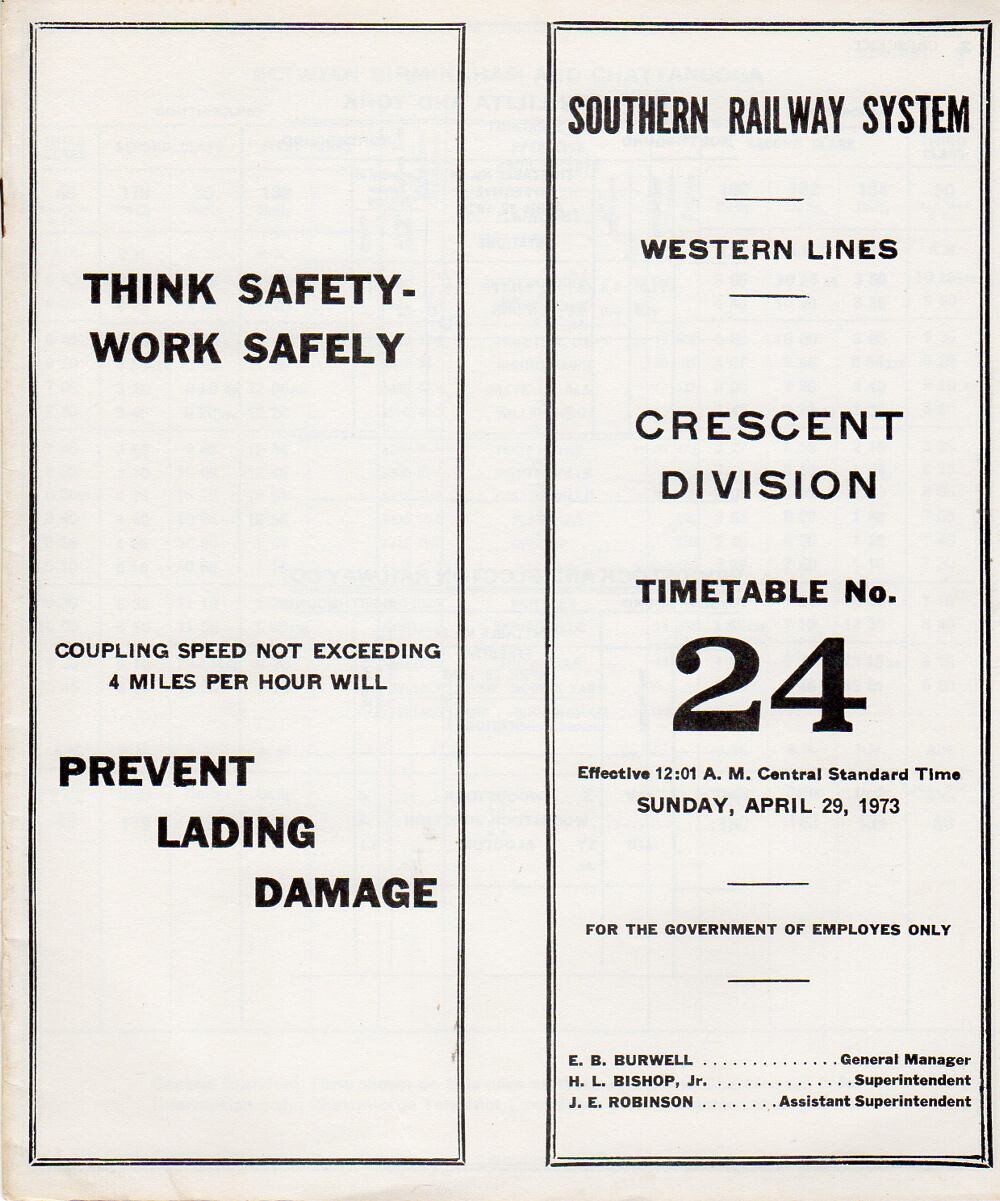 THINK SAFETY-
WORK SAFELY
COUPLING SPEED NOT EXCEEDING
4 MILES PER HOUR WILL
PREVENT
LADING
DAMAGE
SOUTHERN RAILWAY SYSTEM
WESTERN LINES
CRESCENT
DIVISION
TIMETABLE No.
24
Effective 12:01 A. M. Central Standard Time
SUNDAY, APRIL 29, 1973
FOR THE GOVERNMENT OF EMPLOYES ONLY
E. B. BURWELL . . . . . . . . . . . . . . General Manager
H. L. BISHOP, Jr. . . . . . . . . . . . . . . . Superintendent
J. E. ROBINSON . . . . . . . . Assistant Superintendent